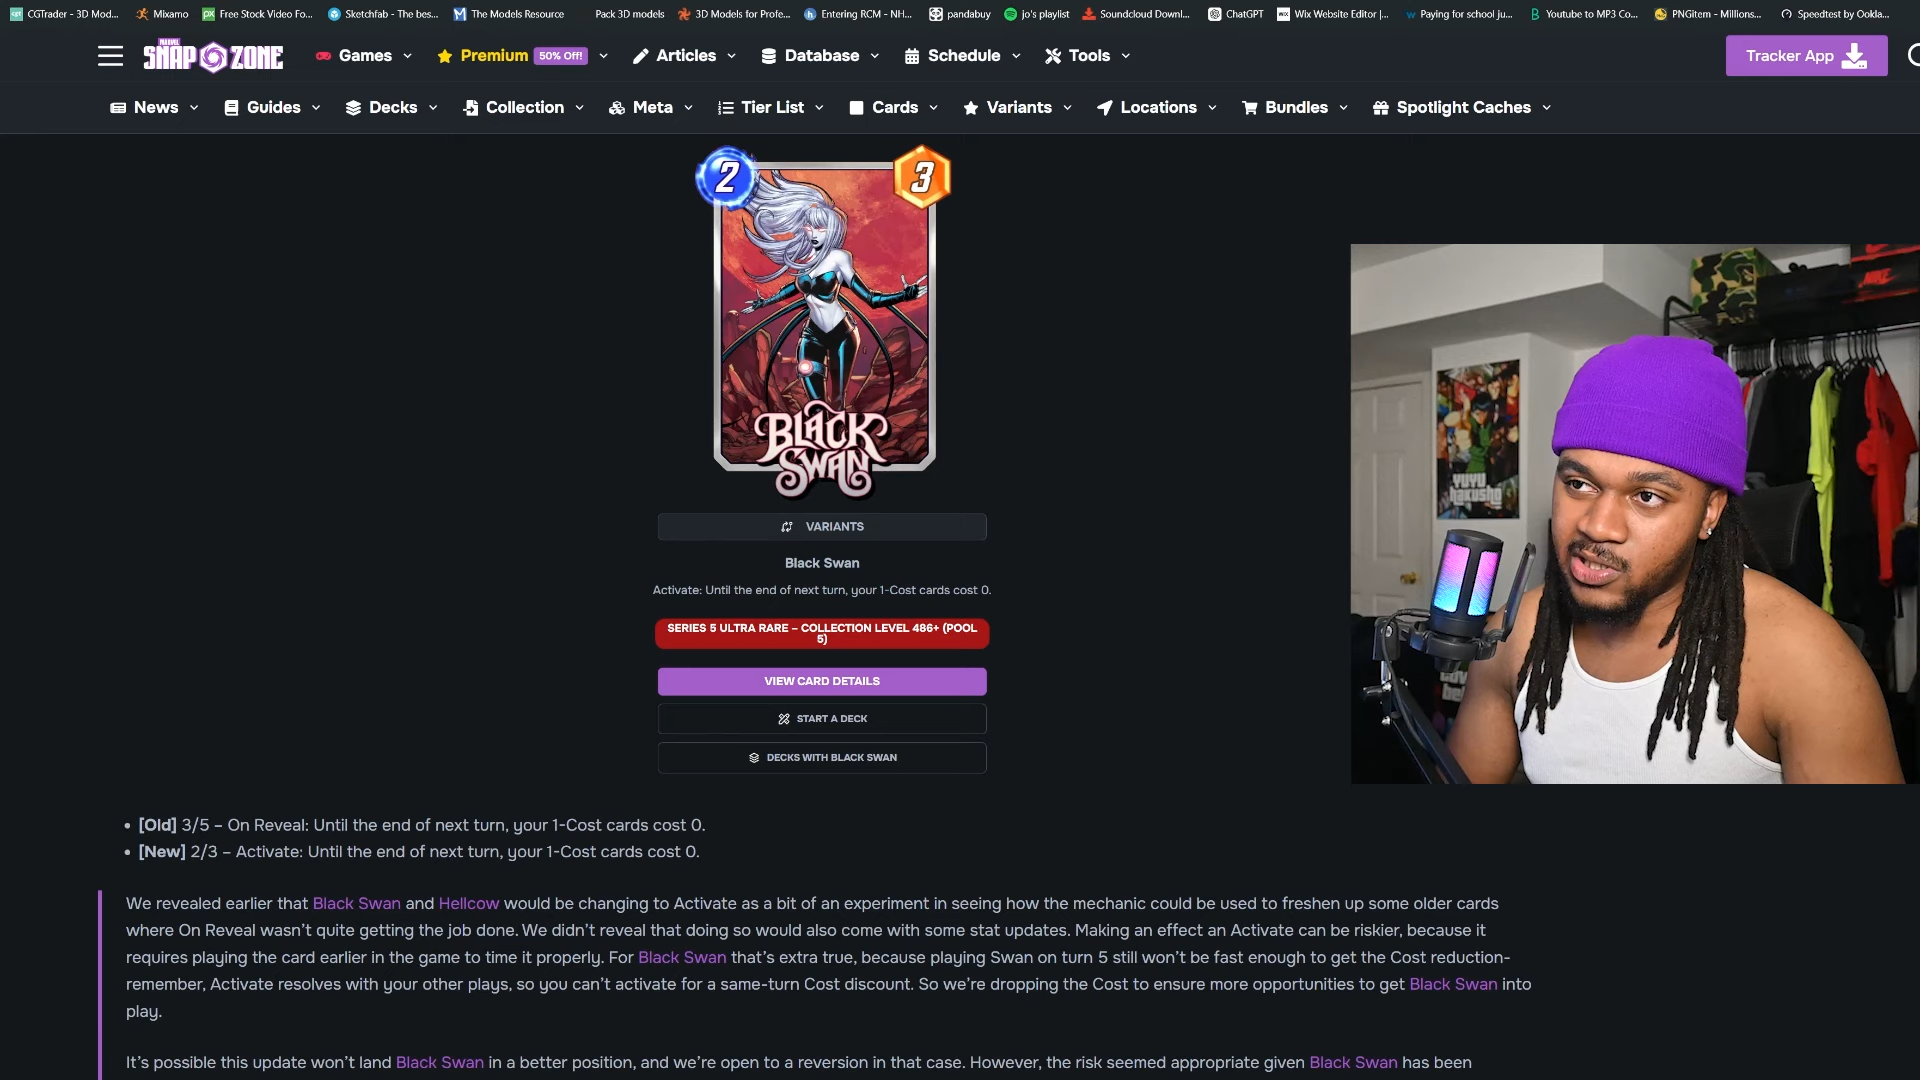 CGTrader - 3D Mod... Mixamo Free Stock Video Fo... Sketchfab - The bes... The Models Resource Pack 3D models 3D Models for Profe... Entering RCM - NH... pandabuy jo's playlist Soundcloud Downl... ChatGPT Wix Website Editor |... Paying for school ju... Youtube to MP3 Co... PNGitem - Millions... Speedtest by Ookla...
MARVEL
SNAP ZONE Games Premium 50% Off! Articles Database Schedule Tools Tracker App
News Guides Decks Collection Meta Tier List Cards Variants Locations Bundles Spotlight Caches
2 3
BLACK
SWAN
VARIANTS
Black Swan
Activate: Until the end of next turn, your 1-Cost cards cost 0.
SERIES 5 ULTRA RARE – COLLECTION LEVEL 486+ (POOL
5)
VIEW CARD DETAILS
START A DECK
DECKS WITH BLACK SWAN
NIKE
YUYU
HAKUSHO
• [Old] 3/5 – On Reveal: Until the end of next turn, your 1-Cost cards cost 0.
• [New] 2/3 – Activate: Until the end of next turn, your 1-Cost cards cost 0.
We revealed earlier that Black Swan and Hellcow would be changing to Activate as a bit of an experiment in seeing how the mechanic could be used to freshen up some older cards
where On Reveal wasn't quite getting the job done. We didn't reveal that doing so would also come with some stat updates. Making an effect an Activate can be riskier, because it
requires playing the card earlier in the game to time it properly. For Black Swan that's extra true, because playing Swan on turn 5 still won't be fast enough to get the Cost reduction-
remember, Activate resolves with your other plays, so you can't activate for a same-turn Cost discount. So we're dropping the Cost to ensure more opportunities to get Black Swan into
play.
It's possible this update won't land Black Swan in a better position, and we're open to a reversion in that case. However, the risk seemed appropriate given Black Swan has been